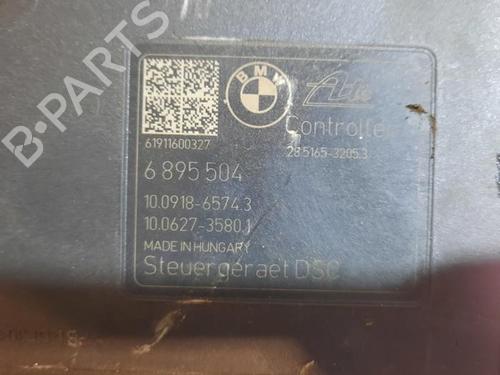 BMW
Ate
Controller
61911600327
28.5165-3205.3
6 895 504
10.0918-6574.3
10.0627-3580.1
MADE IN HUNGARY
Steuergeraet DSC
B-PARTS